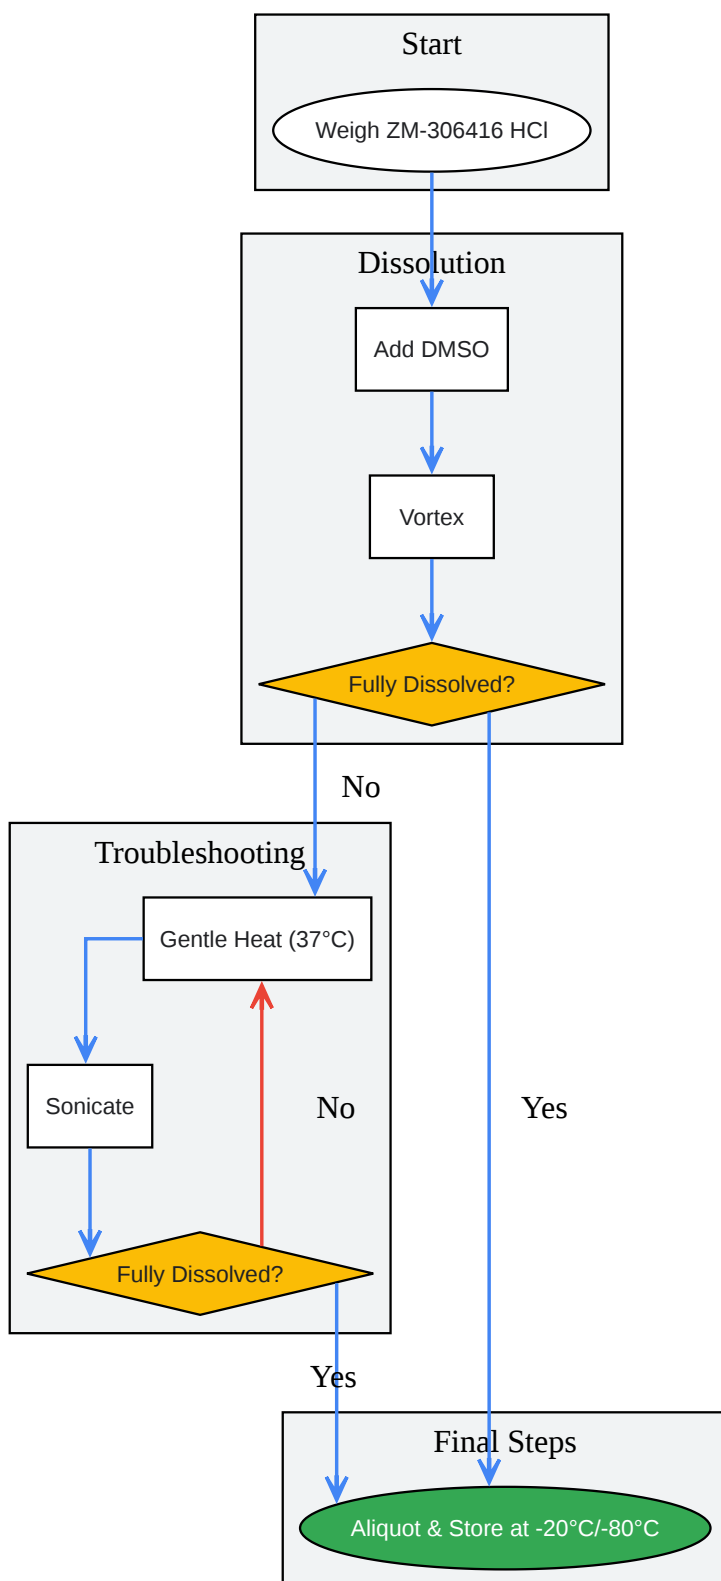 Start
Weigh ZM-306416 HCl
Dissolution
Add DMSO
Vortex
Fully Dissolved?
No
Troubleshooting
Gentle Heat (37°C)
Sonicate
No
Yes
Fully Dissolved?
Yes
Final Steps
Aliquot & Store at -20°C/-80°C